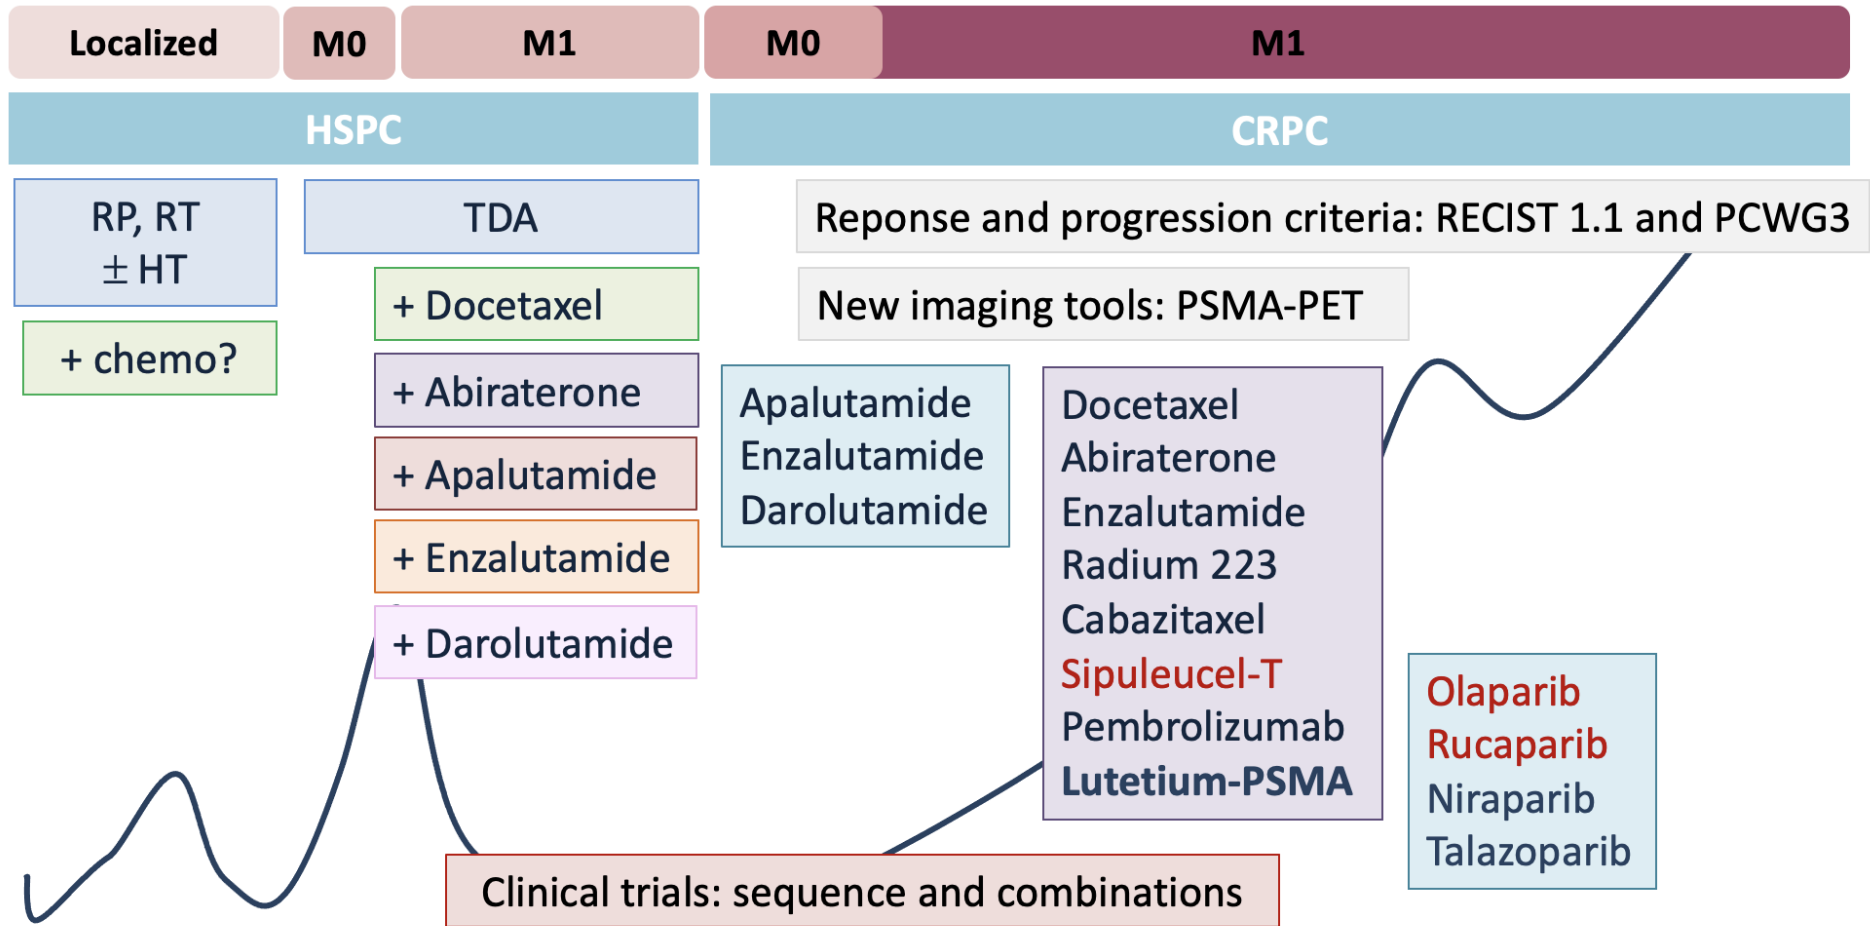 Localized
M0
M1
M0
M1
HSPC
CRPC
RP, RT
± HT
+ chemo?
TDA
+ Docetaxel
+ Abiraterone
+ Apalutamide
+ Enzalutamide
+ Darolutamide
Reponse and progression criteria: RECIST 1.1 and PCWG3
New imaging tools: PSMA-PET
Apalutamide
Enzalutamide
Darolutamide
Docetaxel
Abiraterone
Enzalutamide
Radium 223
Cabazitaxel
Sipuleucel-T
Pembrolizumab
Lutetium-PSMA
Olaparib
Rucaparib
Niraparib
Talazoparib
Clinical trials: sequence and combinations